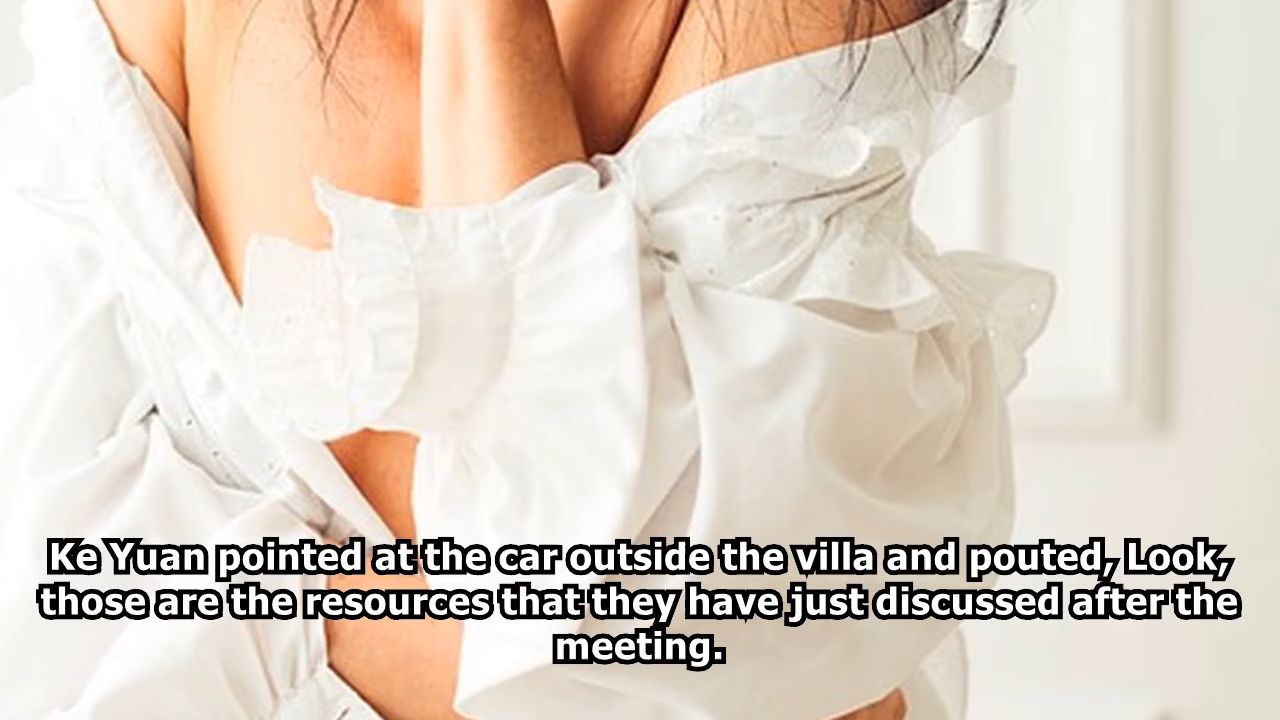 Ke Yuan pointed at the car outside the villa and pouted, Look,
those are the resources that they have just discussed after the
meeting.